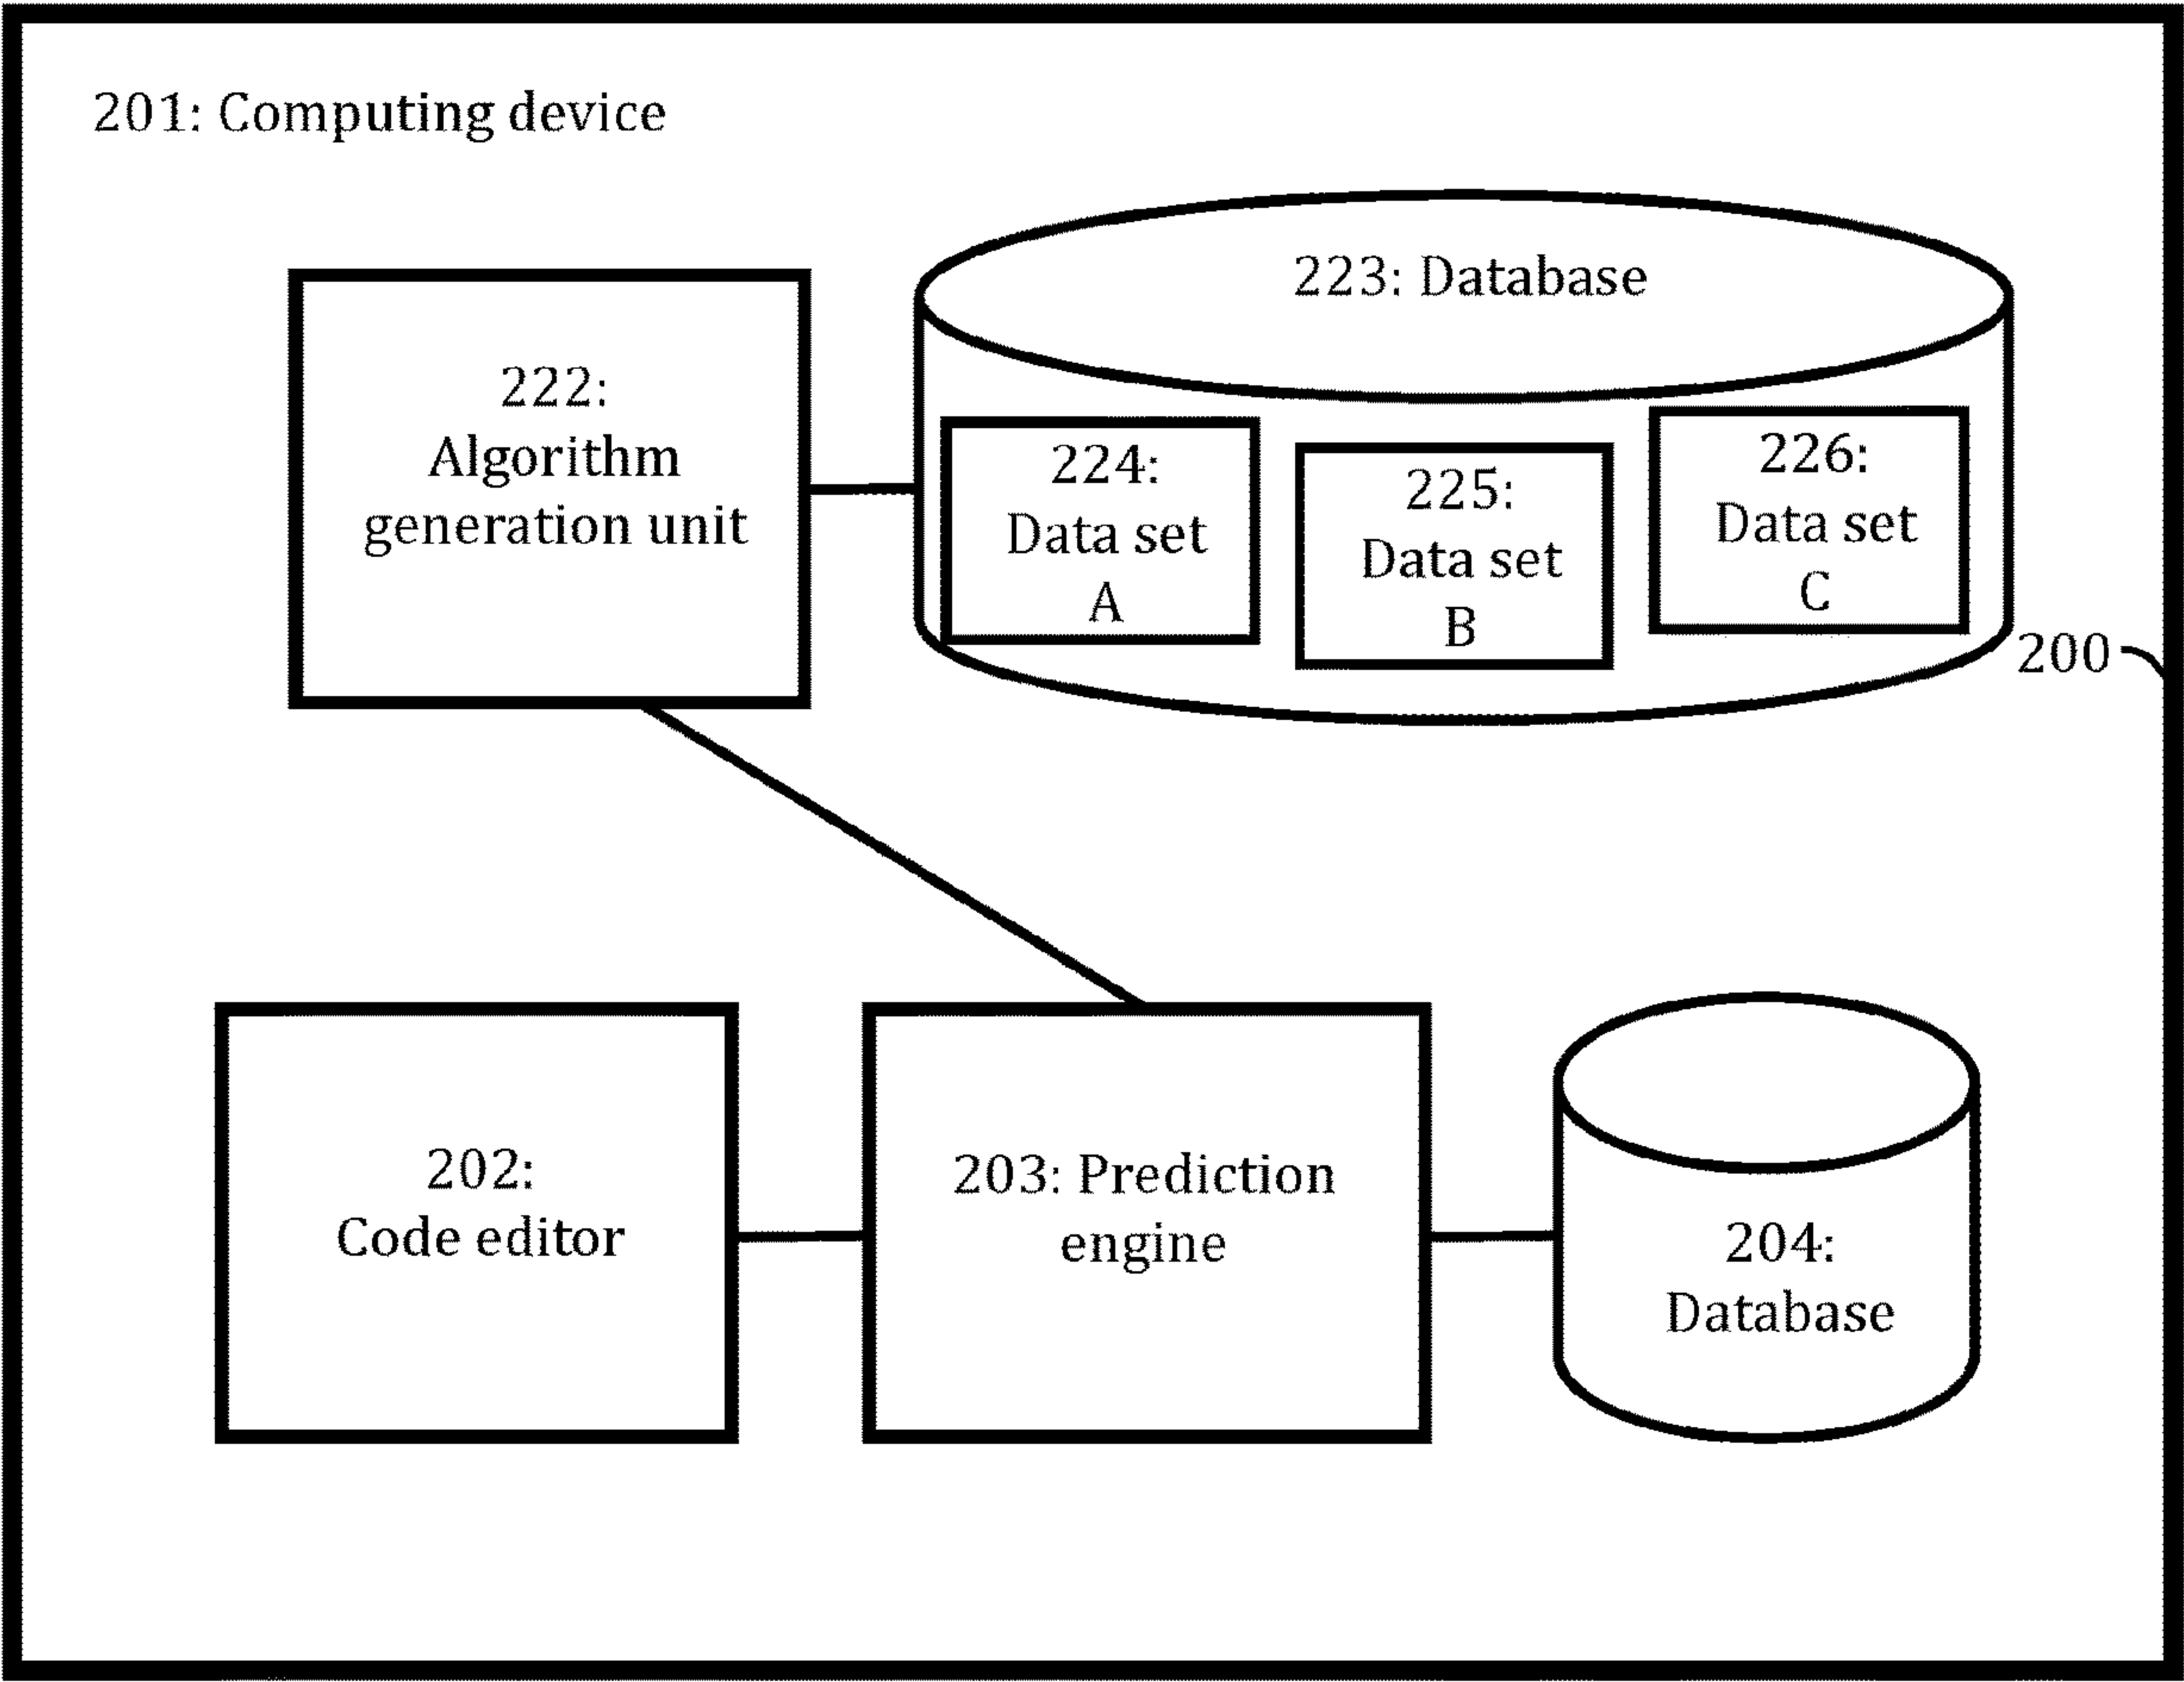 201: Computing device
223: Database
222:
Algorithm
generation unit
224:
Data set
A
225:
Data set
B
226:
Data set
C
200
202:
Code editor
203: Prediction
engine
204:
Database